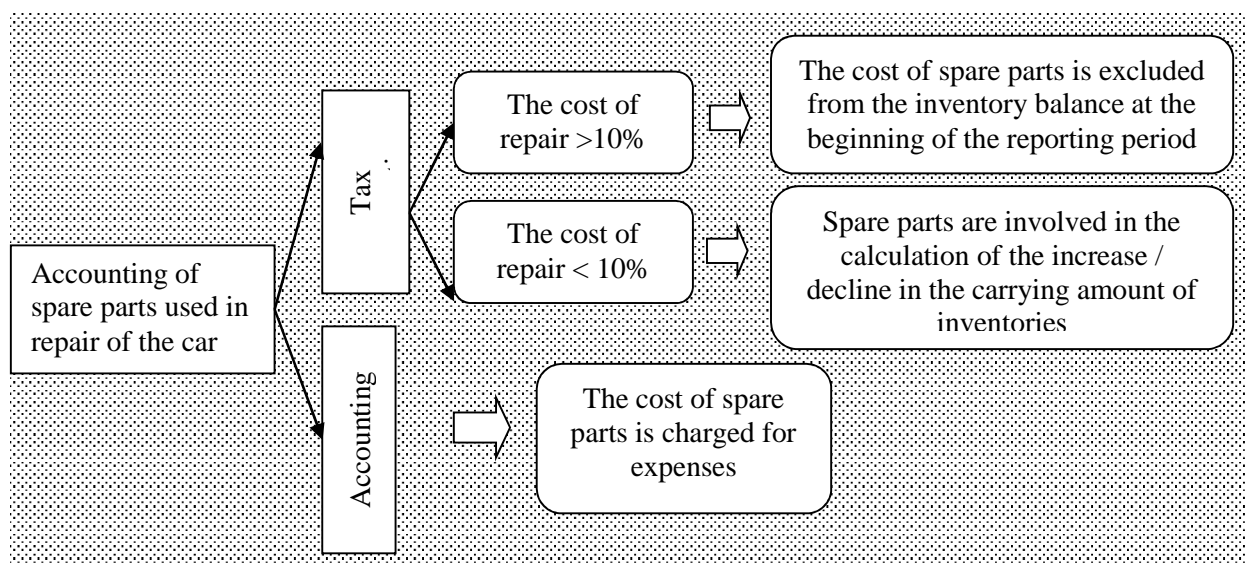 Accounting of
spare parts used in
repair of the car
Tax
The cost of
repair >10%
The cost of spare parts is excluded
from the inventory balance at the
beginning of the reporting period
The cost of
repair < 10%
Spare parts are involved in the
calculation of the increase /
decline in the carrying amount of
inventories
Accounting
The cost of spare
parts is charged for
expenses